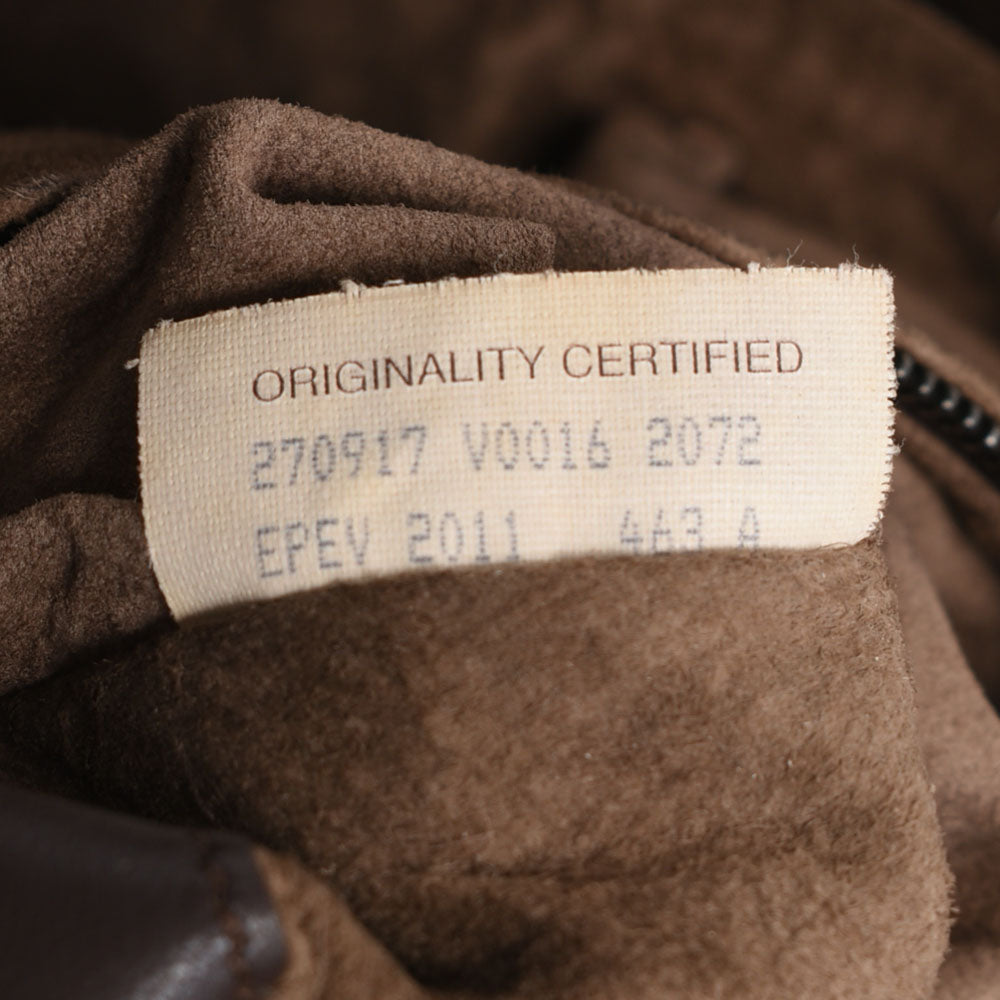 ORIGINALITY CERTIFIED
270917 V0016 2072
EPEV 2011 463 A